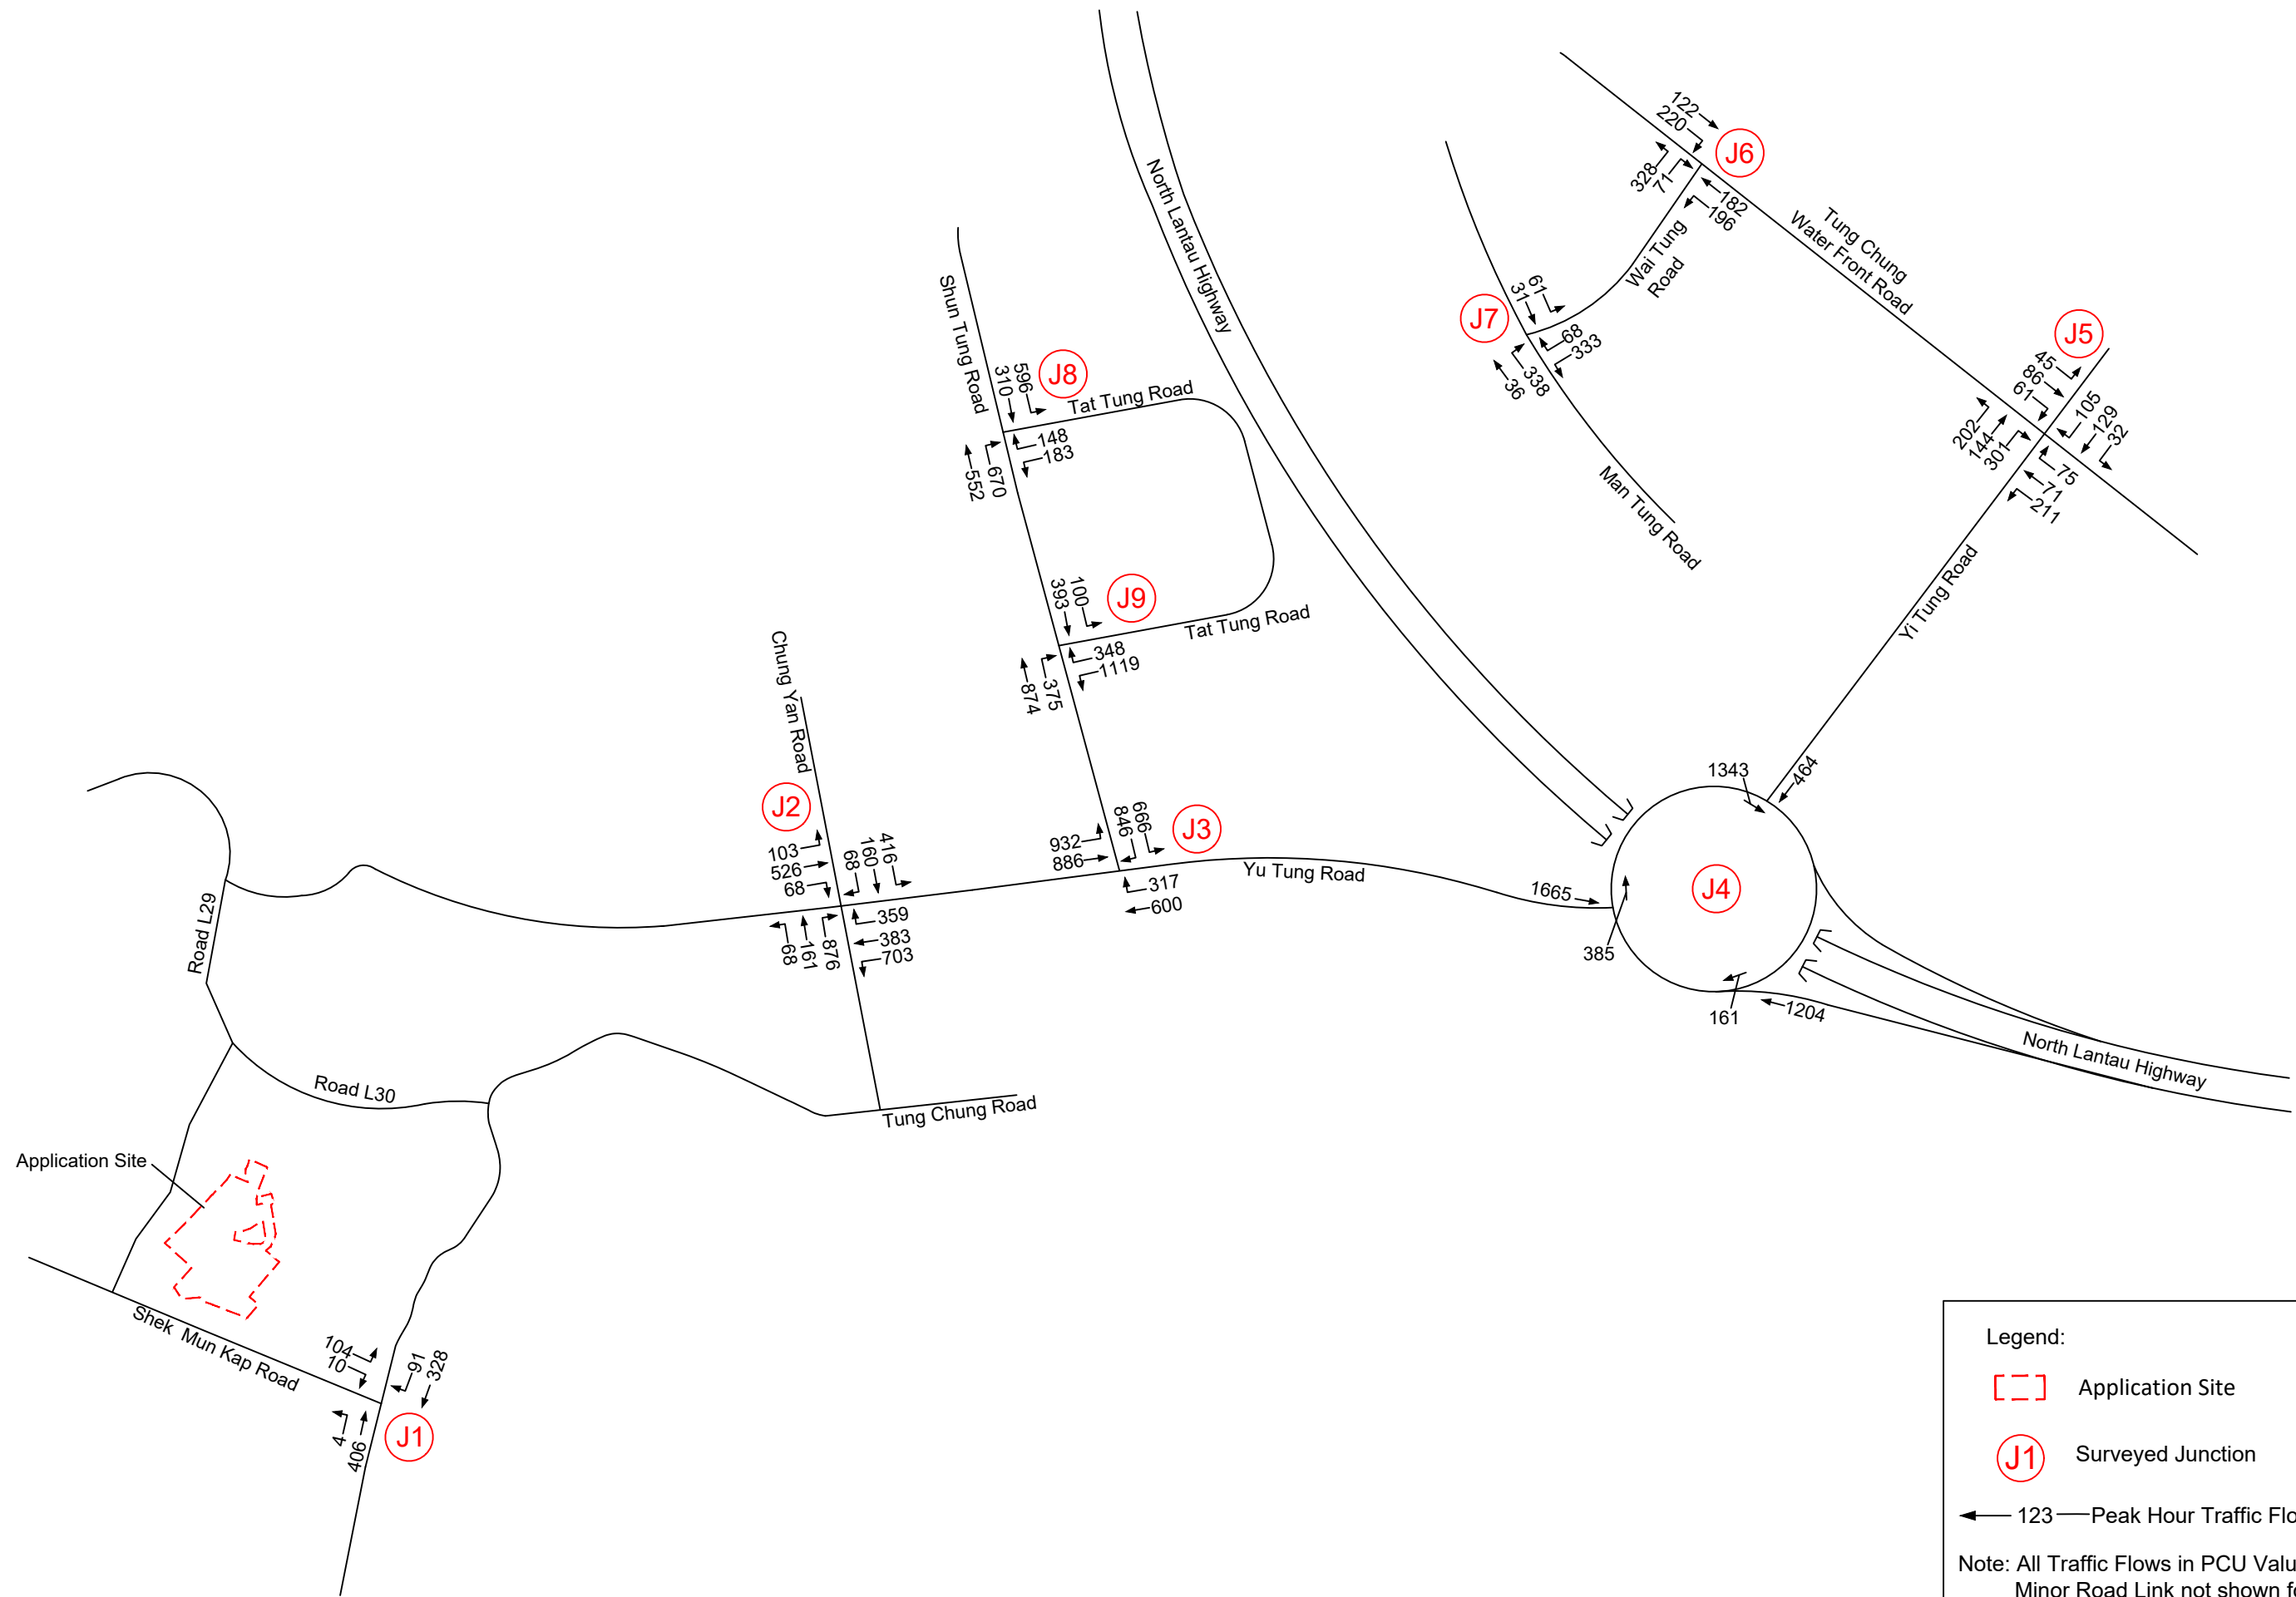 122
220
J6
328
71
182
196
Tung Chung
Water Front Road
Wai Tung
Road
North Lantau Highway
61
31
J7
68
333
338
36
Man Tung Road
J5
45
86
61
105
129
32
202
144
301
75
71
211
Yi Tung Road
Shun Tung Road
596
310
J8
Tat Tung Road
148
183
670
552
100
393
J9
Tat Tung Road
348
1119
375
874
Chung Yan Road
J2
103
526
68
416
160
68
359
383
703
876
161
68
932
886
666
846
J3
317
600
Yu Tung Road
1343
464
1665
J4
385
161
1204
North Lantau Highway
Road L29
Road L30
Tung Chung Road
Application Site
Shek Mun Kap Road
104
10
91
328
4
406
J1
Legend:
Application Site
J1 Surveyed Junction
123 Peak Hour Traffic Flo
Note: All Traffic Flows in PCU Valu
Minor Road Link not shown fo